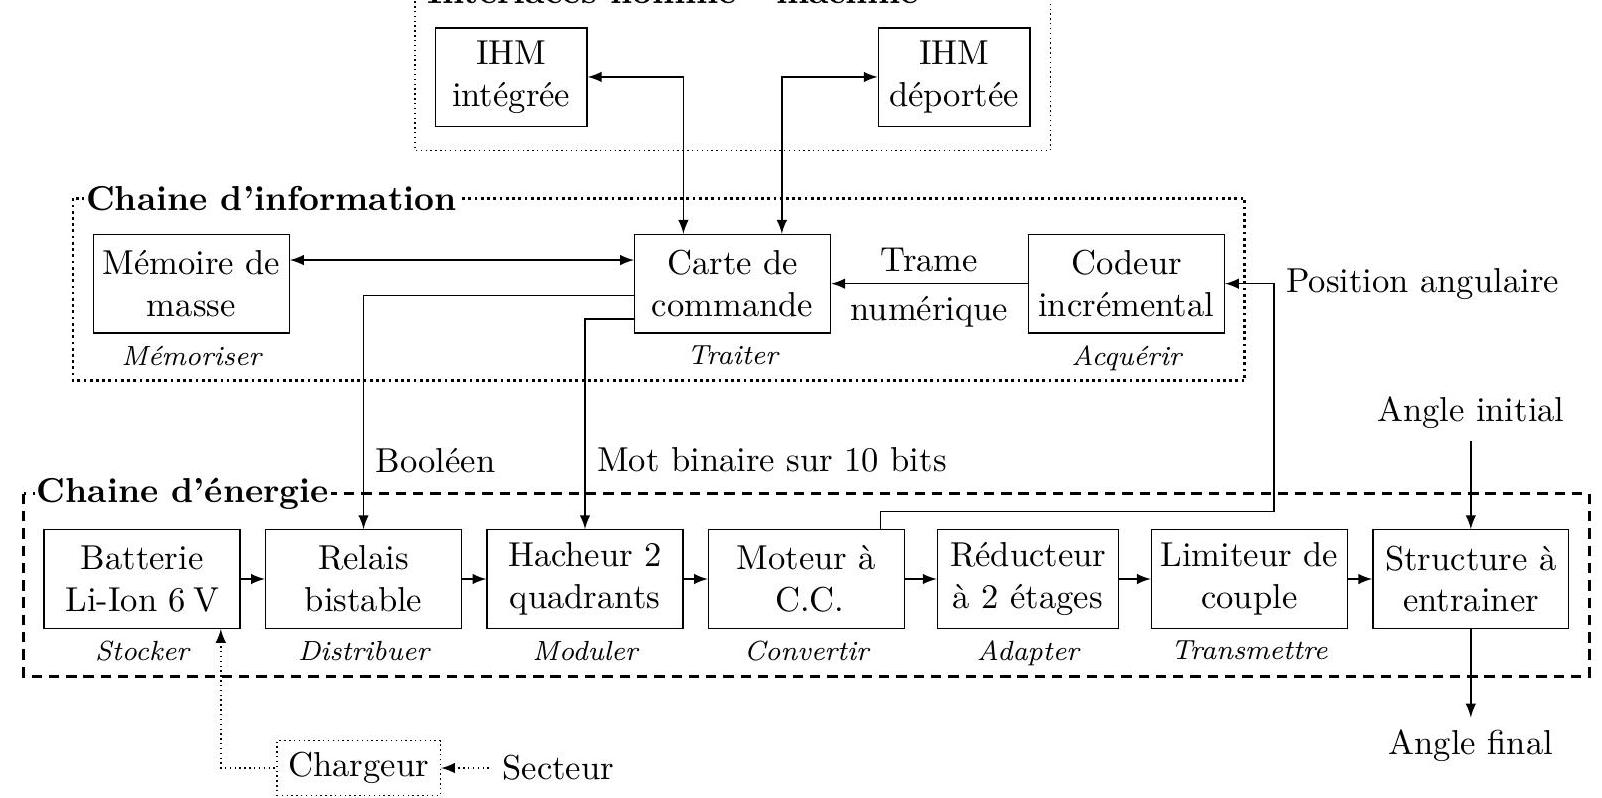 Interfaces homme - machine
IHM
intégrée
IHM
déportée
Chaine d'information
Mémoire de
masse
Mémoriser
Carte de
commande
Traiter
Trame
numérique
Codeur
incrémental
Acquérir
Position angulaire
Angle initial
Booléen
Mot binaire sur 10 bits
Chaine d'énergie
Batterie
Li-Ion 6 V
Stocker
Relais
bistable
Distribuer
Hacheur 2
quadrants
Moduler
Moteur à
C.C.
Convertir
Réducteur
à 2 étages
Adapter
Limiteur de
couple
Transmettre
Structure à
entrainer
Chargeur
Secteur
Angle final